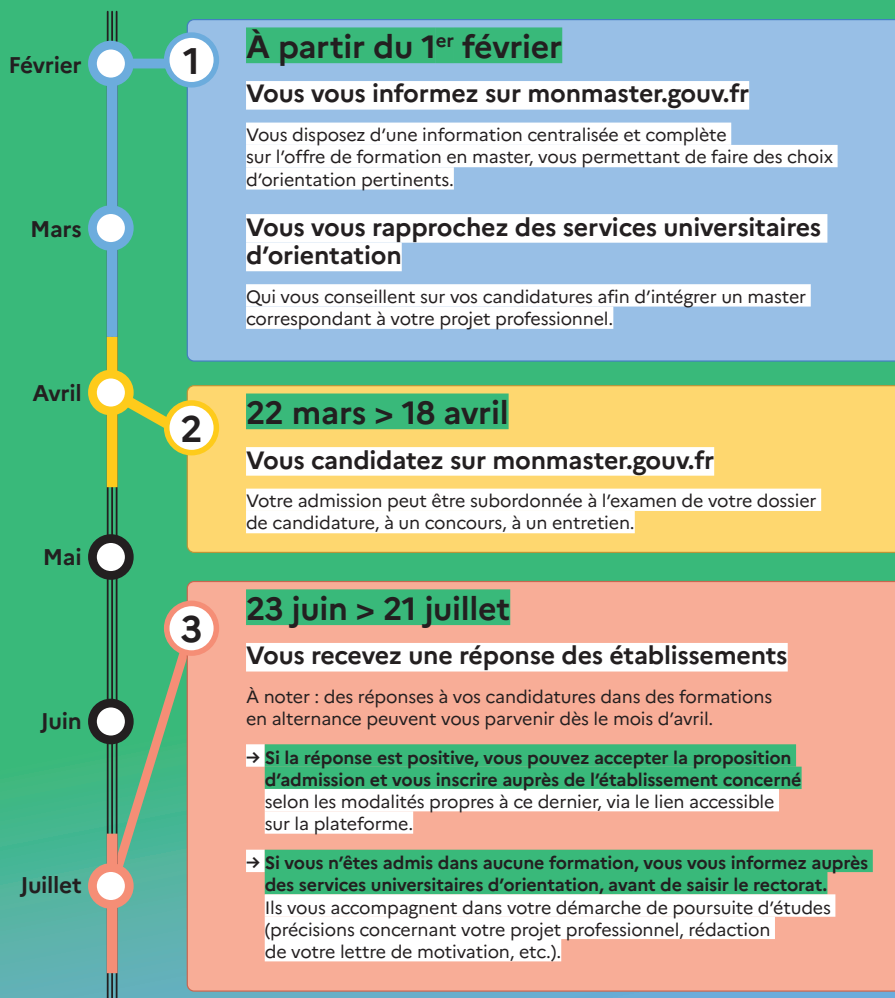 Février
1
À partir du 1er février
Vous vous informez sur monmaster.gouv.fr
Vous disposez d'une information centralisée et complète
sur l'offre de formation en master, vous permettant de faire des choix
d'orientation pertinents.
Mars
Vous vous rapprochez des services universitaires
d'orientation
Qui vous conseillent sur vos candidatures afin d'intégrer un master
correspondant à votre projet professionnel.
Avril
2
22 mars > 18 avril
Vous candidatez sur monmaster.gouv.fr
Votre admission peut être subordonnée à l'examen de votre dossier
de candidature, à un concours, à un entretien.
Mai
3
23 juin > 21 juillet
Vous recevez une réponse des établissements
À noter : des réponses à vos candidatures dans des formations
en alternance peuvent vous parvenir dès le mois d'avril.
Juin
→ Si la réponse est positive, vous pouvez accepter la proposition
d'admission et vous inscrire auprès de l'établissement concerné
selon les modalités propres à ce dernier, via le lien accessible
sur la plateforme.
Juillet
→ Si vous n'êtes admis dans aucune formation, vous vous informez auprès
des services universitaires d'orientation, avant de saisir le rectorat.
Ils vous accompagnent dans votre démarche de poursuite d'études
(précisions concernant votre projet professionnel, rédaction
de votre lettre de motivation, etc.).